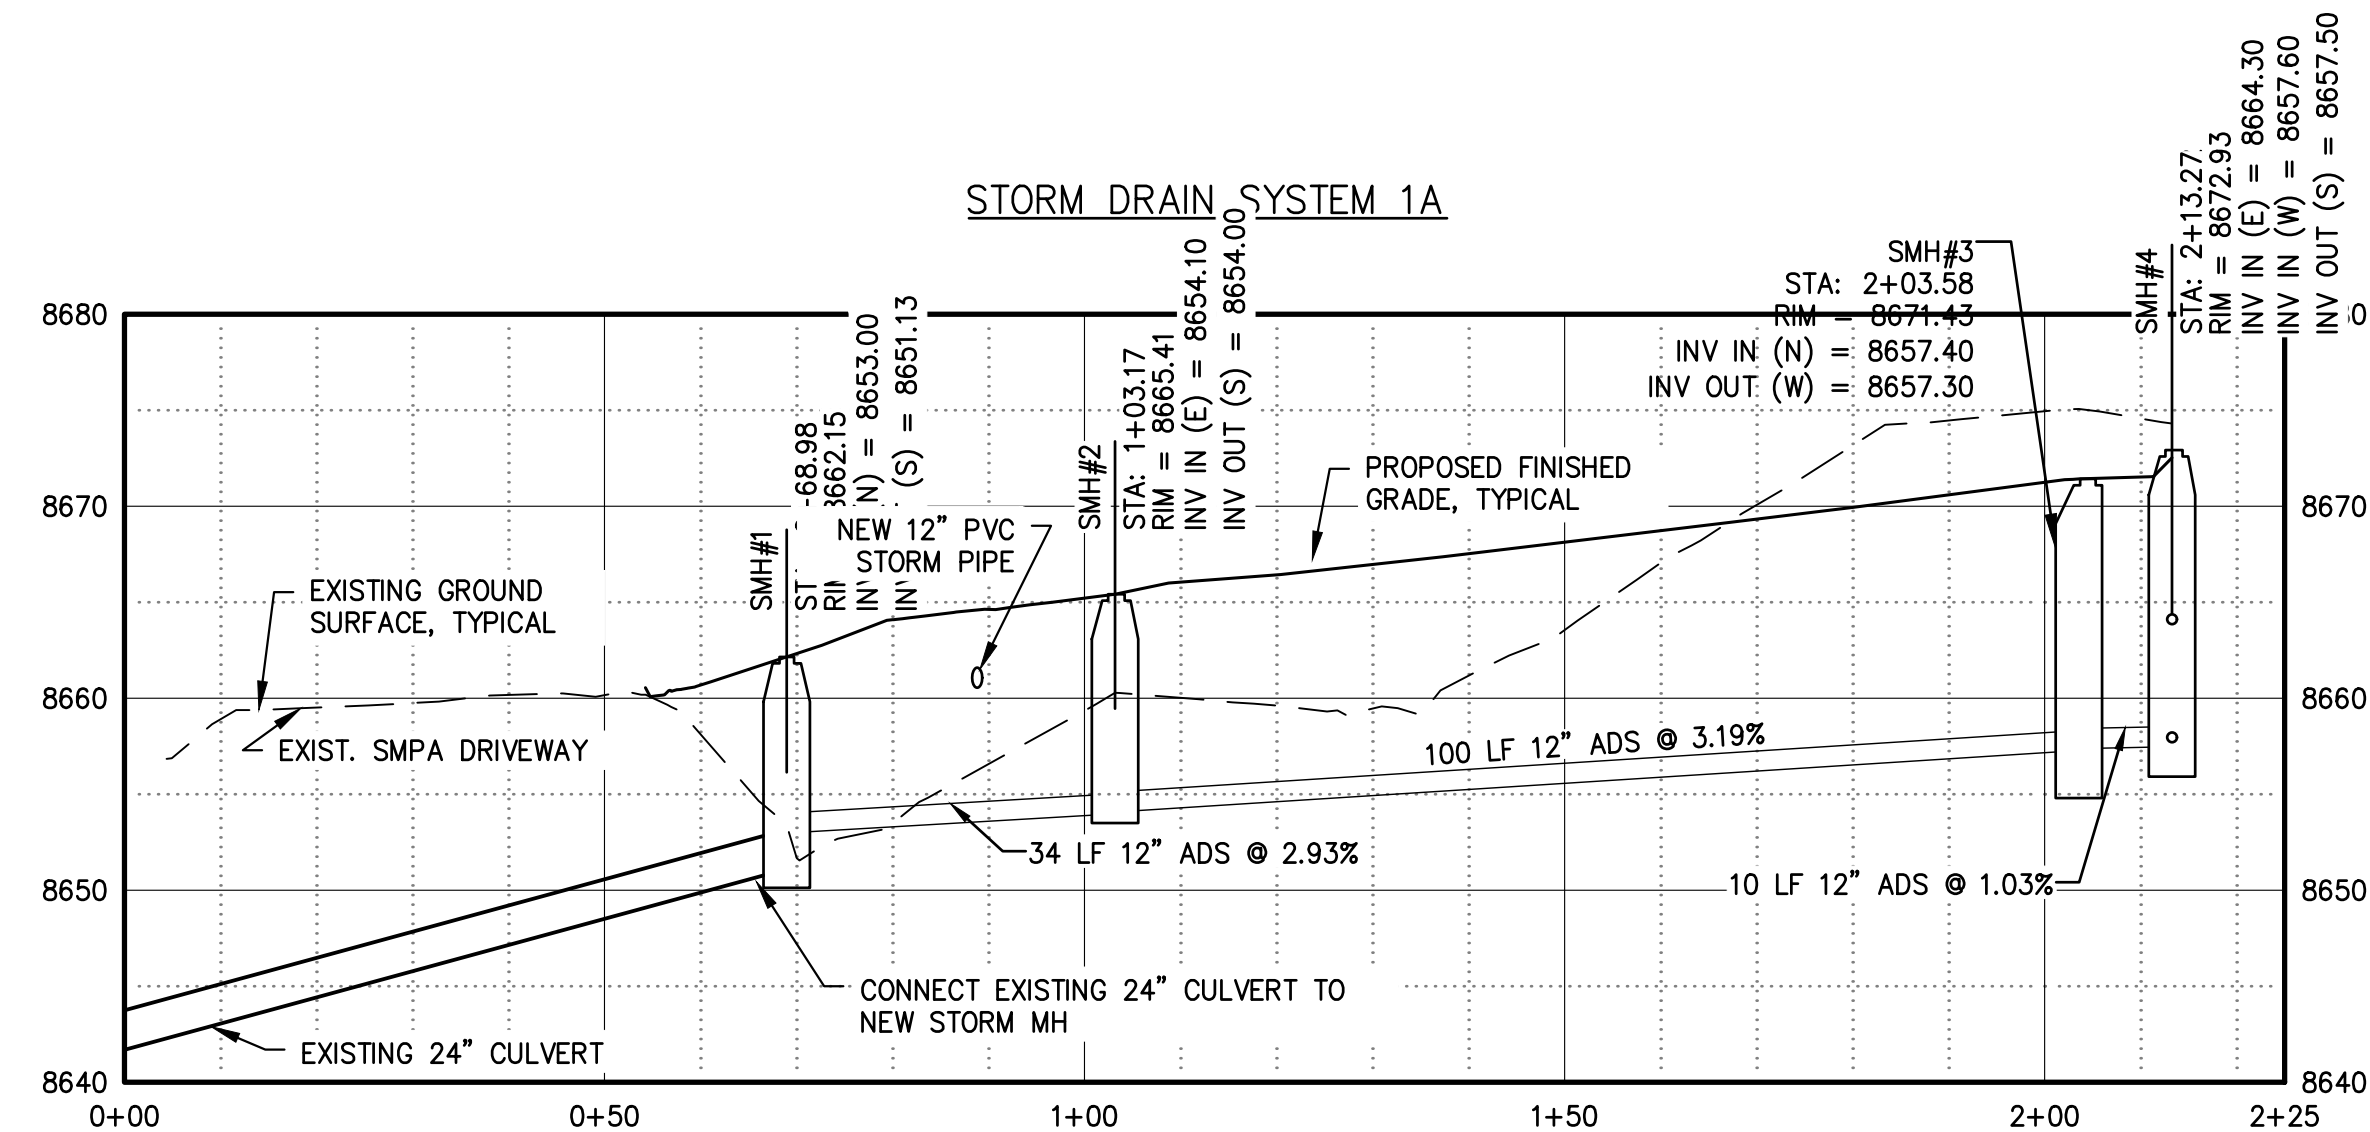 STORM DRAIN SYSTEM 1A
SMH#1
68.98
8662.15
= 8653.00
(S) = 8651.13
SMH#2
STA: 1+03.17
RIM = 8665.41
INV IN (E) = 8654.10
INV OUT (S) = 8654.00
SMH#3
STA: 2+03.58
RIM = 8671.43
INV IN (N) = 8657.40
INV OUT (W) = 8657.30
SMH#4
STA: 2+13.27
RIM = 8672.93
INV IN (E) = 8664.30
INV IN (W) = 8657.60
INV OUT (S) = 8657.50
NEW 12” PVC
STORM PIPE
PROPOSED FINISHED
GRADE, TYPICAL
EXISTING GROUND
SURFACE, TYPICAL
EXIST. SMPA DRIVEWAY
100 LF 12” ADS @ 3.19%
34 LF 12” ADS @ 2.93%
10 LF 12” ADS @ 1.03%
CONNECT EXISTING 24” CULVERT TO
NEW STORM MH
EXISTING 24” CULVERT
8680
8670
8660
8650
8640
8670
8660
8650
8640
0+00
0+50
1+00
1+50
2+00
2+25